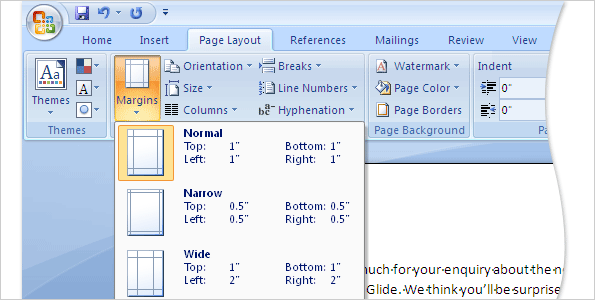 Home Insert Page Layout References Mailings Review View
Orientation Breaks Watermark Indent
Aa Size Line Numbers Page Color 0"
Themes Margins Columns Hyphenation Page Borders 0"
Themes Page Background
Normal
Top: 1" Bottom: 1"
Left: 1" Right: 1"
Narrow
Top: 0.5" Bottom: 0.5"
Left: 0.5" Right: 0.5"
Wide
Top: 1" Bottom: 1"
Left: 2" Right: 2"
for·your·enquiry·about·the
Glide.·We·think·you'll·be·